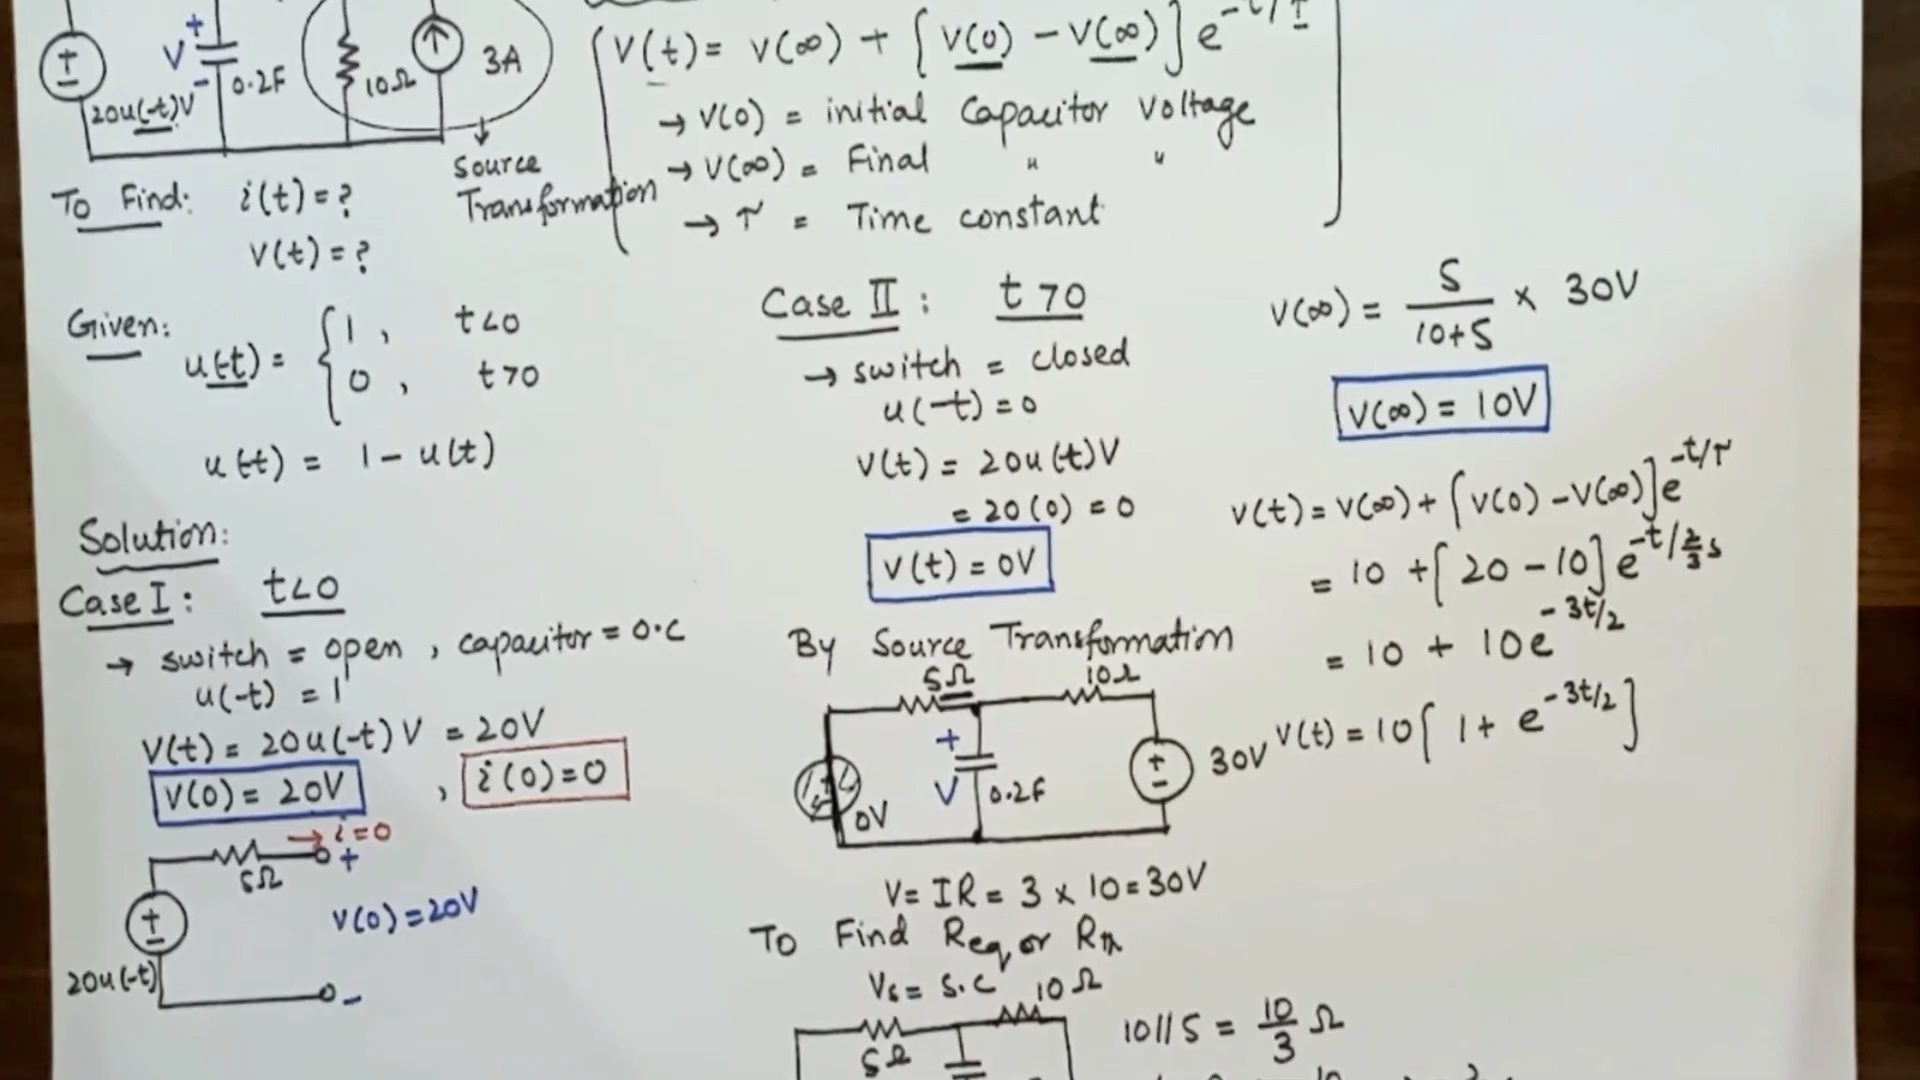 +
V
-
0.2F
10Ω
3A
20u(-t)V
Source
Transformation
To Find: i(t) = ?
V(t) = ?
Given:
u(-t) = { 1 , t<0
0 , t>0
u(-t) = 1 - u(t)
Solution:
Case I: t<0
→ switch = open , capacitor = O.C
u(-t) = 1
V(t) = 20u(-t)V = 20V
V(0) = 20V , i(0) = 0
→ i=0
+
5Ω
V(0) = 20V
20u(-t)
-
V(t) = V(∞) + [V(0) - V(∞)] e^-t/τ
→ V(0) = initial Capacitor Voltage
→ V(∞) = Final " "
→ τ = Time constant
Case II: t>0
→ switch = closed
u(-t) = 0
V(t) = 20u(-t)V
= 20(0) = 0
V(t) = 0V
By Source Transformation
5Ω 10Ω
+
V
0.2F
0V
30V
V = IR = 3 x 10 = 30V
To Find Req or Rth
Vs = S.C
10Ω
5Ω
10//5 = 10/3 Ω
V(∞) = 5/10+5 x 30V
V(∞) = 10V
V(t) = V(∞) + [V(0) - V(∞)] e^-t/τ
= 10 + [20 - 10] e^-t/2/3 s
= 10 + 10e^-3t/2
V(t) = 10[1 + e^-3t/2]